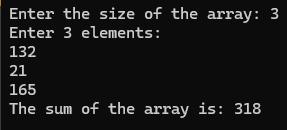 Enter the size of the array: 3
Enter 3 elements:
132
21
165
The sum of the array is: 318